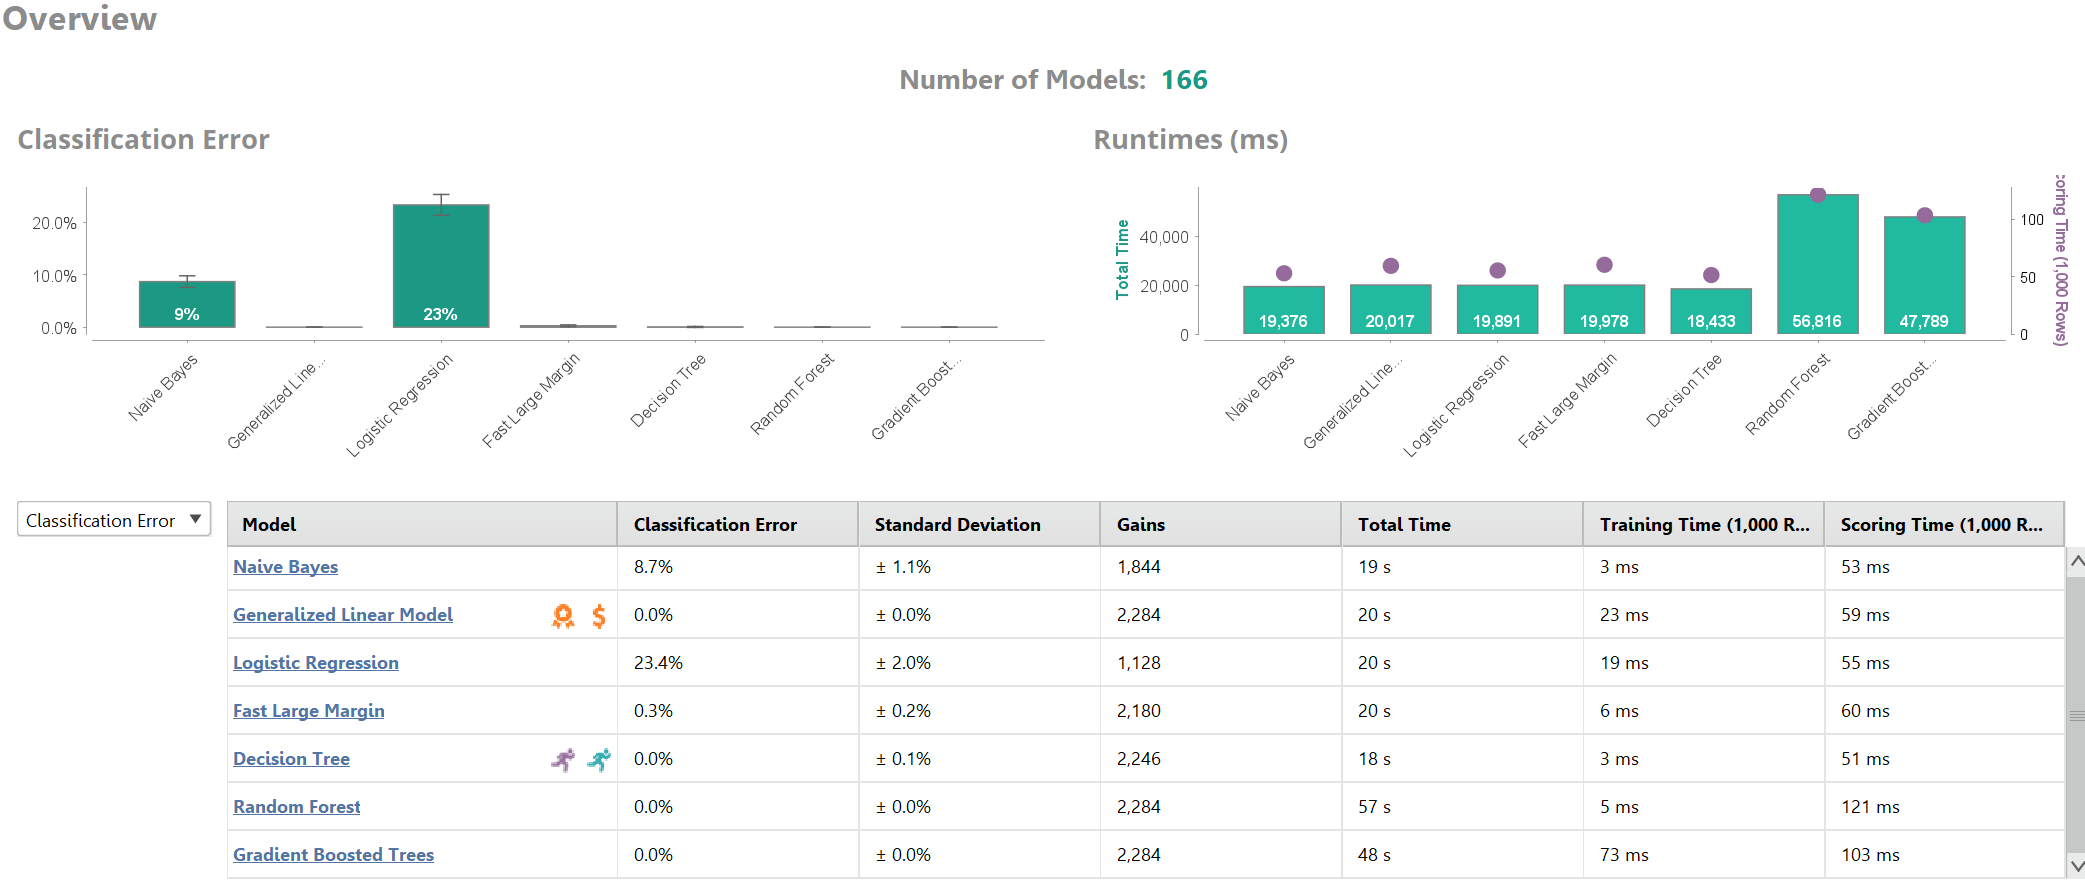 Overview
Number of Models: 166
Classification Error
20.0%
10.0%
0.0%
9%
23%
Naive Bayes
Generalized Line...
Logistic Regression
Fast Large Margin
Decision Tree
Random Forest
Gradient Boost...
Runtimes (ms)
Total Time
40,000
20,000
0
19,376
20,017
19,891
19,978
18,433
56,816
47,789
100
50
0
oring Time (1,000 Rows)
Naive Bayes
Generalized Line...
Logistic Regression
Fast Large Margin
Decision Tree
Random Forest
Gradient Boost...
Classification Error
Model Classification Error Standard Deviation Gains Total Time Training Time (1,000 R... Scoring Time (1,000 R...
Naive Bayes 8.7% ± 1.1% 1,844 19 s 3 ms 53 ms
Generalized Linear Model $ 0.0% ± 0.0% 2,284 20 s 23 ms 59 ms
Logistic Regression 23.4% ± 2.0% 1,128 20 s 19 ms 55 ms
Fast Large Margin 0.3% ± 0.2% 2,180 20 s 6 ms 60 ms
Decision Tree 0.0% ± 0.1% 2,246 18 s 3 ms 51 ms
Random Forest 0.0% ± 0.0% 2,284 57 s 5 ms 121 ms
Gradient Boosted Trees 0.0% ± 0.0% 2,284 48 s 73 ms 103 ms